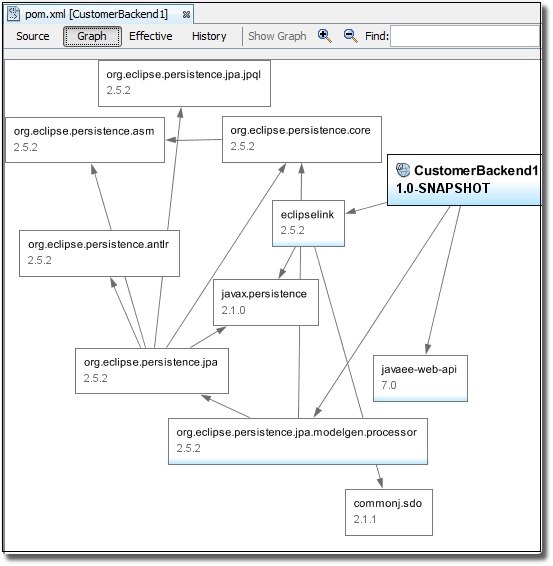 pom.xml [CustomerBackend1]
Source Graph Effective History Show Graph Find:
org.eclipse.persistence.jpa.jpql
2.5.2
org.eclipse.persistence.asm
2.5.2
org.eclipse.persistence.core
2.5.2
CustomerBackend1
1.0-SNAPSHOT
eclipselink
2.5.2
org.eclipse.persistence.antlr
2.5.2
javax.persistence
2.1.0
org.eclipse.persistence.jpa
2.5.2
javaee-web-api
7.0
org.eclipse.persistence.jpa.modelgen.processor
2.5.2
commonj.sdo
2.1.1